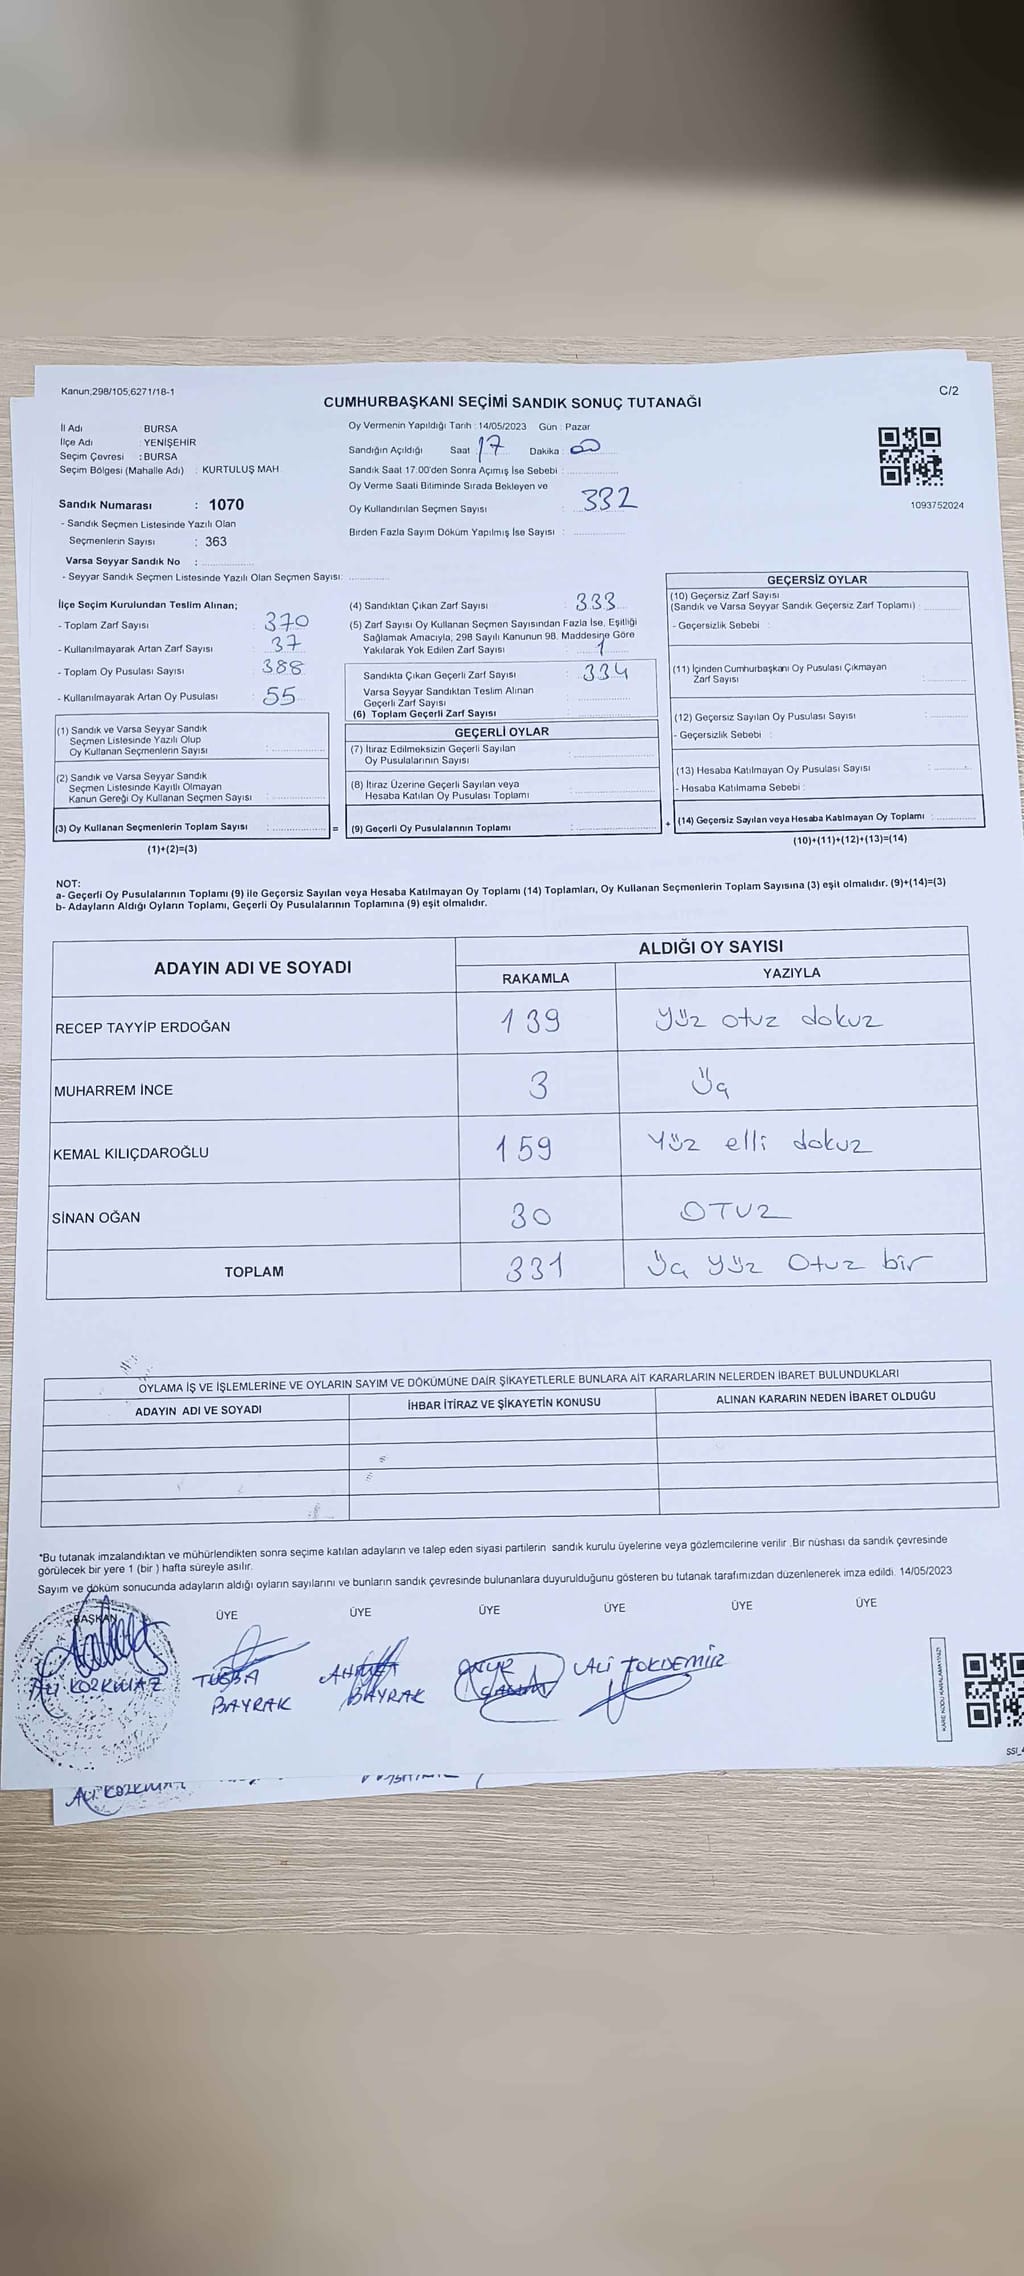 Kanun;298/105,6271/18-1
C/2
CUMHURBAŞKANI SEÇİMİ SANDIK SONUÇ TUTANAĞI
İl Adı BURSA
İlçe Adı : YENİŞEHİR
Seçim Çevresi : BURSA
Seçim Bölgesi (Mahalle Adı) : KURTULUŞ MAH
Sandık Numarası : 1070
- Sandık Seçmen Listesinde Yazılı Olan
Seçmenlerin Sayısı : 363
Varsa Seyyar Sandık No :
- Seyyar Sandık Seçmen Listesinde Yazılı Olan Seçmen Sayısı:
Oy Vermenin Yapıldığı Tarih : 14/05/2023 Gün : Pazar
Sandığın Açıldığı Saat : 17 Dakika : 00
Sandık Saat 17.00'den Sonra Açımış İse Sebebi :
Oy Verme Saati Bitiminde Sırada Bekleyen ve
Oy Kullandırılan Seçmen Sayısı : 332
Birden Fazla Sayım Döküm Yapılmış İse Sayısı :
1093752024
İlçe Seçim Kurulundan Teslim Alınan;
- Toplam Zarf Sayısı : 370
- Kullanılmayarak Artan Zarf Sayısı : 37
- Toplam Oy Pusulası Sayısı : 388
- Kullanılmayarak Artan Oy Pusulası : 55
(1) Sandık ve Varsa Seyyar Sandık
Seçmen Listesinde Yazılı Olup
Oy Kullanan Seçmenlerin Sayısı :
(2) Sandık ve Varsa Seyyar Sandık
Seçmen Listesinde Kayıtlı Olmayan
Kanun Gereği Oy Kullanan Seçmen Sayısı :
(3) Oy Kullanan Seçmenlerin Toplam Sayısı :
(1)+(2)=(3)
(4) Sandıktan Çıkan Zarf Sayısı : 333
(5) Zarf Sayısı Oy Kullanan Seçmen Sayısından Fazla İse, Eşitliği
Sağlamak Amacıyla; 298 Sayılı Kanunun 98. Maddesine Göre
Yakılarak Yok Edilen Zarf Sayısı : 1
Sandıkta Çıkan Geçerli Zarf Sayısı : 334
Varsa Seyyar Sandıktan Teslim Alınan
Geçerli Zarf Sayısı
(6) Toplam Geçerli Zarf Sayısı
=
GEÇERLİ OYLAR
(7) İtiraz Edilmeksizin Geçerli Sayılan
Oy Pusulalarının Sayısı :
(8) İtiraz Üzerine Geçerli Sayılan veya
Hesaba Katılan Oy Pusulası Toplamı :
(9) Geçerli Oy Pusulalarının Toplamı :
+
GEÇERSİZ OYLAR
(10) Geçersiz Zarf Sayısı
(Sandık ve Varsa Seyyar Sandık Geçersiz Zarf Toplamı) :
- Geçersizlik Sebebi :
(11) İçinden Cumhurbaşkanı Oy Pusulası Çıkmayan
Zarf Sayısı :
(12) Geçersiz Sayılan Oy Pusulası Sayısı :
- Geçersizlik Sebebi :
(13) Hesaba Katılmayan Oy Pusulası Sayısı :
- Hesaba Katılmama Sebebi :
(14) Geçersiz Sayılan veya Hesaba Katılmayan Oy Toplamı :
(10)+(11)+(12)+(13)=(14)
NOT:
a- Geçerli Oy Pusulalarının Toplamı (9) ile Geçersiz Sayılan veya Hesaba Katılmayan Oy Toplamı (14) Toplamları, Oy Kullanan Seçmenlerin Toplam Sayısına (3) eşit olmalıdır. (9)+(14)=(3)
b- Adayların Aldığı Oyların Toplamı, Geçerli Oy Pusulalarının Toplamına (9) eşit olmalıdır.
ADAYIN ADI VE SOYADI ALDIĞI OY SAYISI
RAKAMLA YAZIYLA
RECEP TAYYİP ERDOĞAN 139 Yüz otuz dokuz
MUHARREM İNCE 3 Üç
KEMAL KILIÇDAROĞLU 159 Yüz elli dokuz
SİNAN OĞAN 30 OTUZ
TOPLAM 331 Üç yüz Otuz bir
OYLAMA İŞ VE İŞLEMLERİNE VE OYLARIN SAYIM VE DÖKÜMÜNE DAİR ŞİKAYETLERLE BUNLARA AİT KARARLARIN NELERDEN İBARET BULUNDUKLARI
ADAYIN ADI VE SOYADI İHBAR İTİRAZ VE ŞİKAYETİN KONUSU ALINAN KARARIN NEDEN İBARET OLDUĞU
*Bu tutanak imzalandıktan ve mühürlendikten sonra seçime katılan adayların ve talep eden siyasi partilerin sandık kurulu üyelerine veya gözlemcilerine verilir .Bir nüshası da sandık çevresinde
görülecek bir yere 1 (bir ) hafta süreyle asılır.
Sayım ve döküm sonucunda adayların aldığı oyların sayılarını ve bunların sandık çevresinde bulunanlara duyurulduğunu gösteren bu tutanak tarafımızdan düzenlenerek imza edildi. 14/05/2023
BAŞKAN ÜYE ÜYE ÜYE ÜYE ÜYE ÜYE
ALİ KORKMAZ TUĞBA BAYRAK AHMET BAYRAK ONUR ALİ TOKDEMİR
KARE KODU KARALAMAYINIZ!
ALİ KORKMAZ